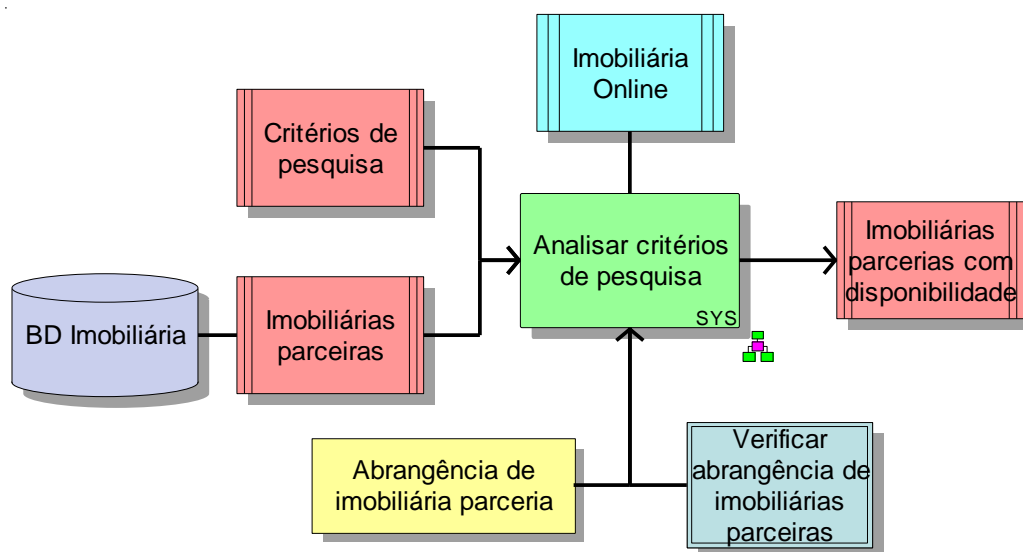 Imobiliária
Online
Critérios de
pesquisa
Analisar critérios
de pesquisa
SYS
Imobiliárias
parcerias com
disponibilidade
BD Imobiliária
Imobiliárias
parceiras
Abrangência de
imobiliária parceria
Verificar
abrangência de
imobiliárias
parceiras